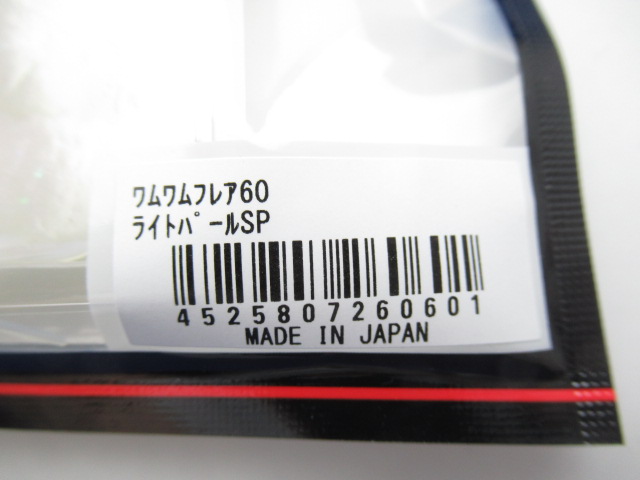 ﾜﾑﾜﾑﾌﾚｱ60
ﾗｲﾄﾊﾟｰﾙSP
4525807260601
MADE IN JAPAN